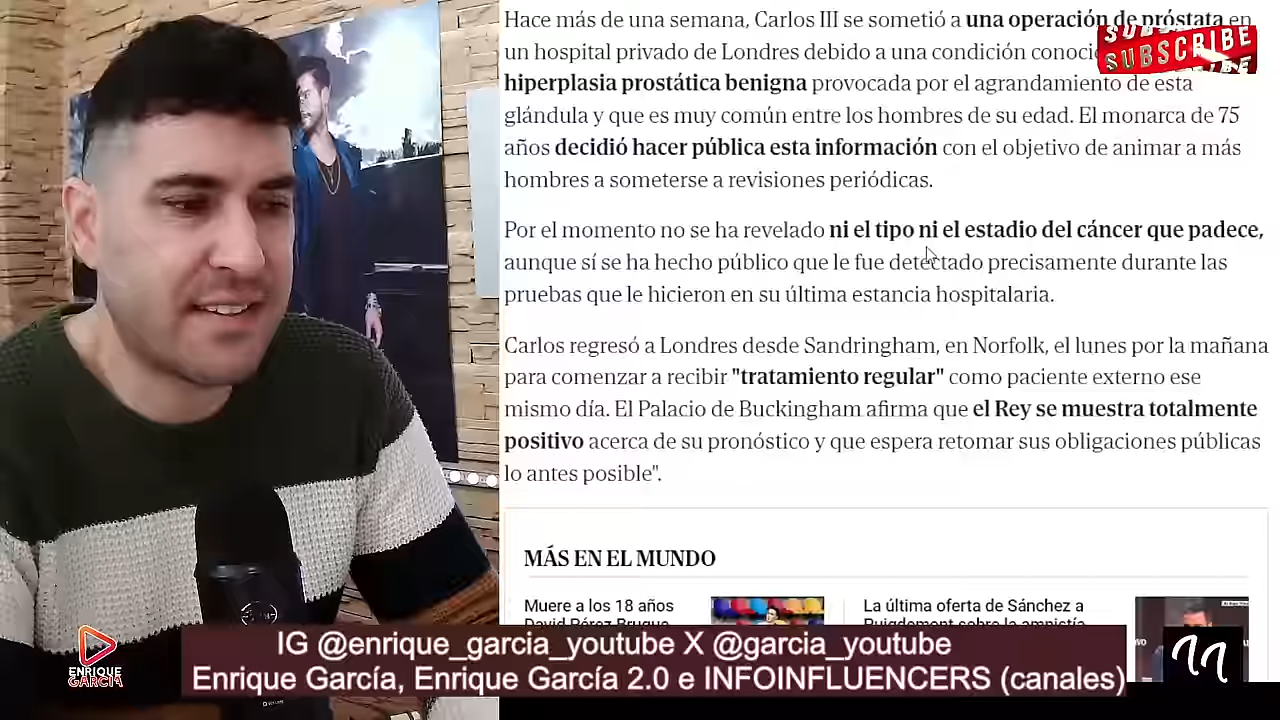 Hace más de una semana, Carlos III se sometió a una operación de próstata en
un hospital privado de Londres debido a una condición
hiperplasia prostática benigna provocada por el agrandamiento de esta
glándula y que es muy común entre los hombres de su edad. El monarca de 75
años decidió hacer pública esta información con el objetivo de animar a más
hombres a someterse a revisiones periódicas.
Por el momento no se ha revelado ni el tipo ni el estadio del cáncer que padece,
aunque sí se ha hecho público que le fue detectado precisamente durante las
pruebas que le hicieron en su última estancia hospitalaria.
Carlos regresó a Londres desde Sandringham, en Norfolk, el lunes por la mañana
para comenzar a recibir "tratamiento regular" como paciente externo ese
mismo día. El Palacio de Buckingham afirma que el Rey se muestra totalmente
positivo acerca de su pronóstico y que espera retomar sus obligaciones públicas
lo antes posible".
SUBSCRIBE
MÁS EN EL MUNDO
Muere a los 18 años
David Pérez Bruque
La última oferta de Sánchez a
Puigdemont sobre la amnistía
IG @enrique_garcia_youtube X @garcia_youtube
Enrique García, Enrique García 2.0 e INFOINFLUENCERS (canales)
ENRIQUE
GARCÍA